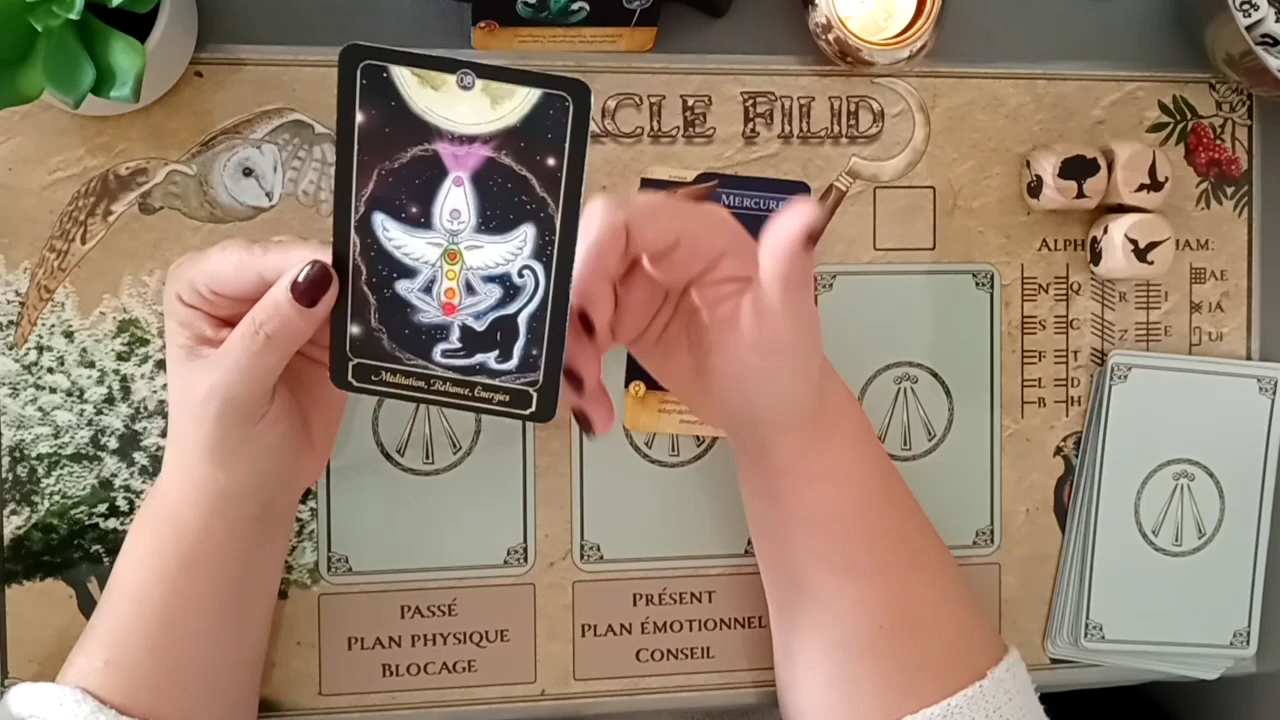 08
ACLE FILID
MERCURE
Méditation, Reliance, Énergies
ALPH JAM:
N Q R I AE
S C IA
Z E UI
F T
L D
B H
PASSÉ
PLAN PHYSIQUE
BLOCAGE
PRÉSENT
PLAN ÉMOTIONNEL
CONSEIL